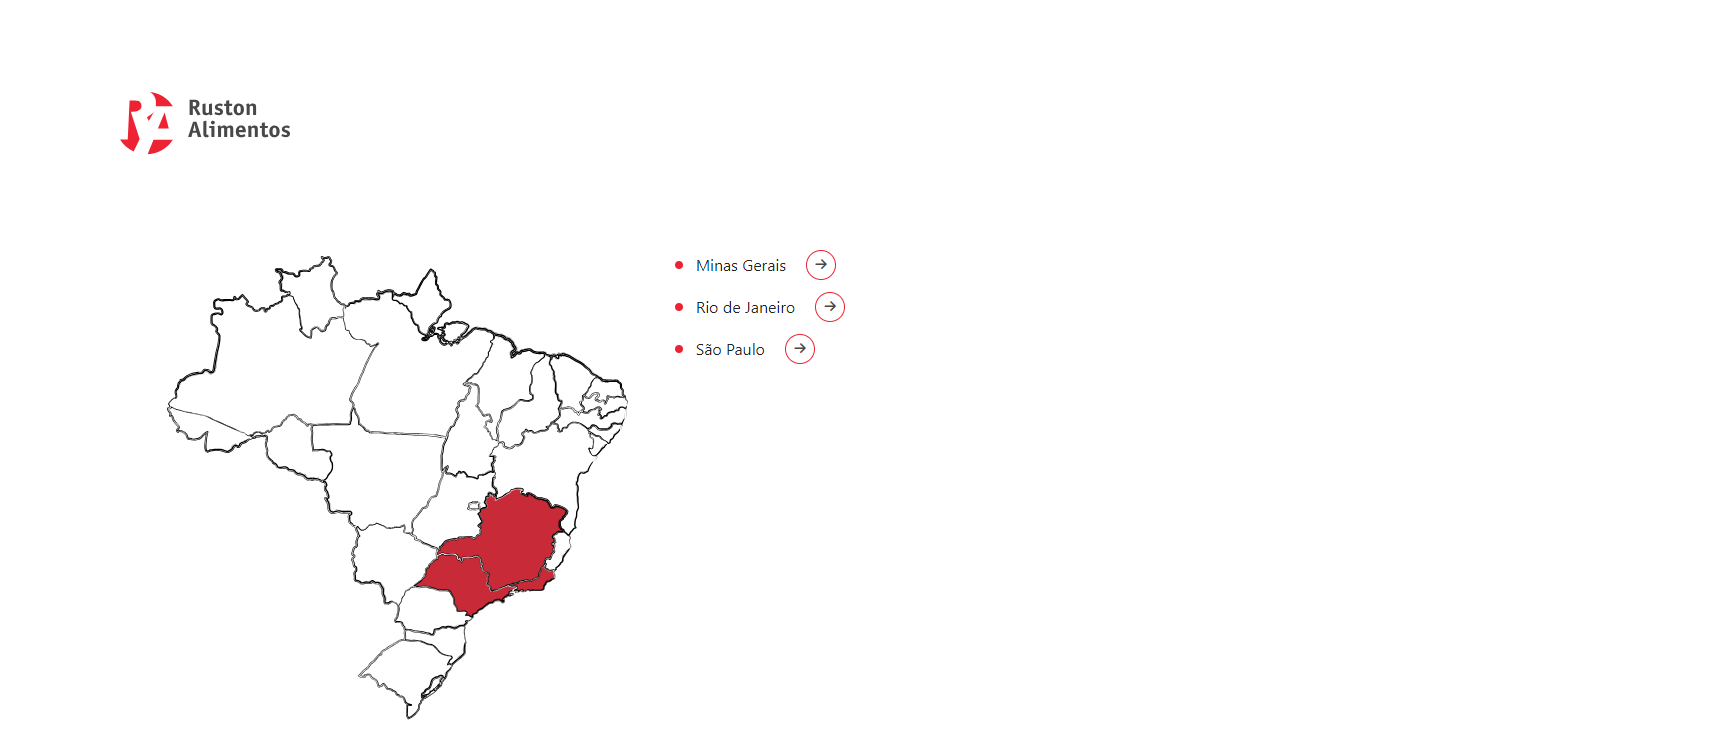 Ruston
Alimentos
Minas Gerais
Rio de Janeiro
São Paulo